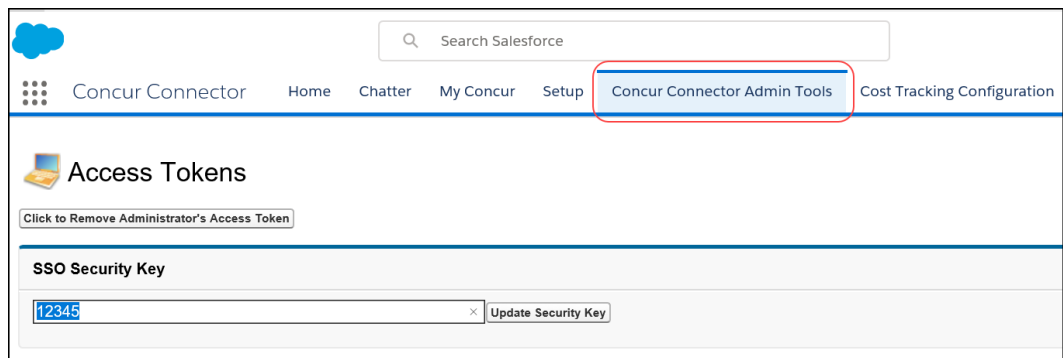 Search Salesforce
Concur Connector Home Chatter My Concur Setup Concur Connector Admin Tools Cost Tracking Configuration
Access Tokens
Click to Remove Administrator's Access Token
SSO Security Key
12345 × Update Security Key